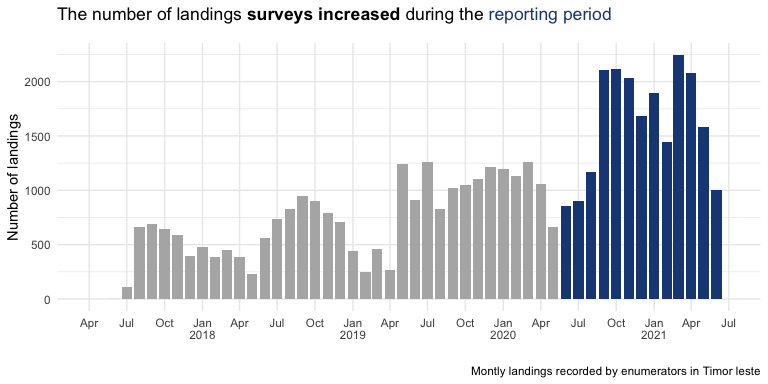 The number of landings surveys increased during the reporting period
Number of landings
2000
1500
1000
500
0
Apr Jul Oct Jan Apr Jul Oct Jan Apr Jul Oct Jan Apr Jul Oct Jan Apr Jul
2018 2019 2020 2021
Montly landings recorded by enumerators in Timor leste